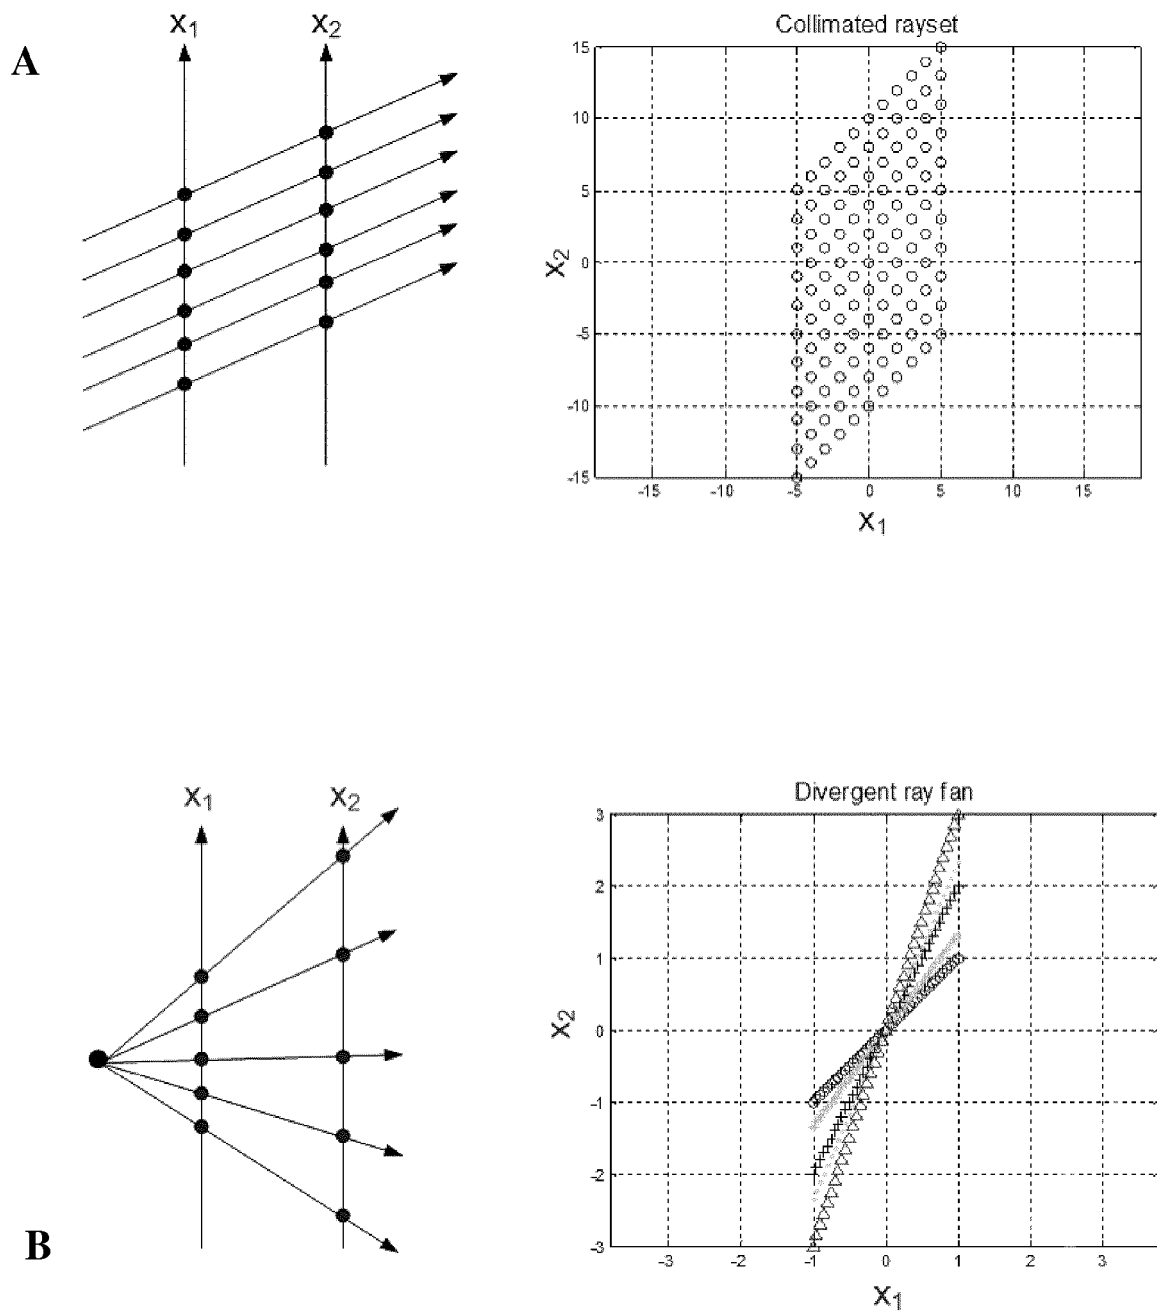 A
x1 x2
Collimated rayset
15
10
5
0
-5
-10
-15
x2
-15 -10 -5 0 5 10 15
x1
B
x1 x2
Divergent ray fan
3
2
1
0
-1
-2
-3
x2
-3 -2 -1 0 1 2 3
x1